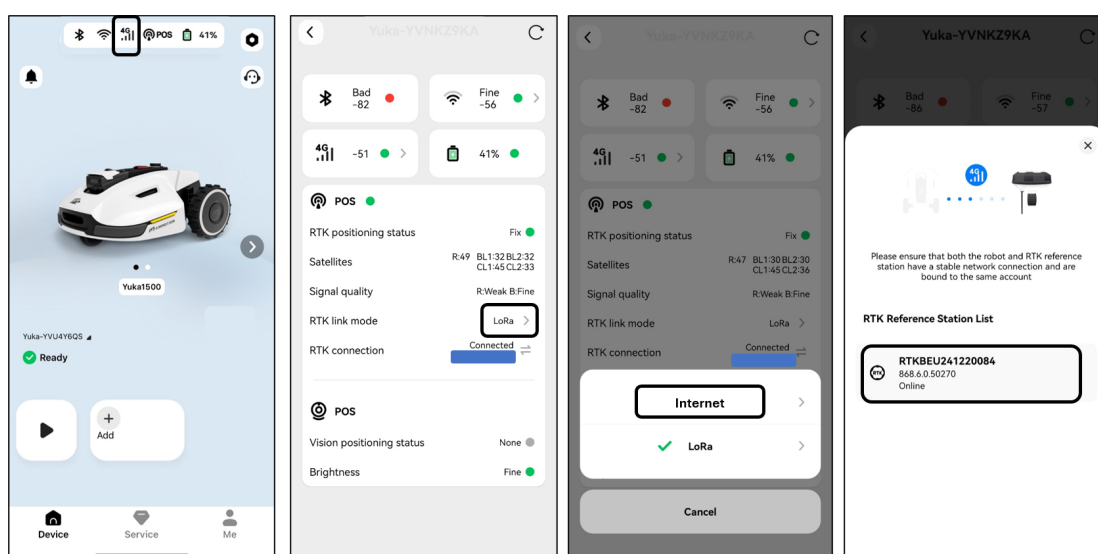 4G
POS
41%
Yuka1500
Yuka-YVU4Y6QS
Ready
+
Add
Device
Service
Me
Yuka-YVNKZ9KA
Bad
-82
Fine
-56
4G
-51
41%
POS
RTK positioning status
Fix
Satellites
R:49 BL1:32 BL2:32
CL1:45 CL2:33
Signal quality
R:Weak B:Fine
RTK link mode
LoRa
RTK connection
Connected
POS
Vision positioning status
None
Brightness
Fine
Yuka-YVNKZ9KA
Bad
-82
Fine
-56
4G
-51
41%
POS
RTK positioning status
Fix
Satellites
R:47 BL1:30 BL2:30
CL1:45 CL2:36
Signal quality
R:Weak B:Fine
RTK link mode
LoRa
RTK connection
Connected
Internet
LoRa
Cancel
Yuka-YVNKZ9KA
Bad
-86
Fine
-57
4G
Please ensure that both the robot and RTK reference
station have a stable network connection and are
bound to the same account
RTK Reference Station List
RTK
RTKBEU241220084
868.6.0.50270
Online